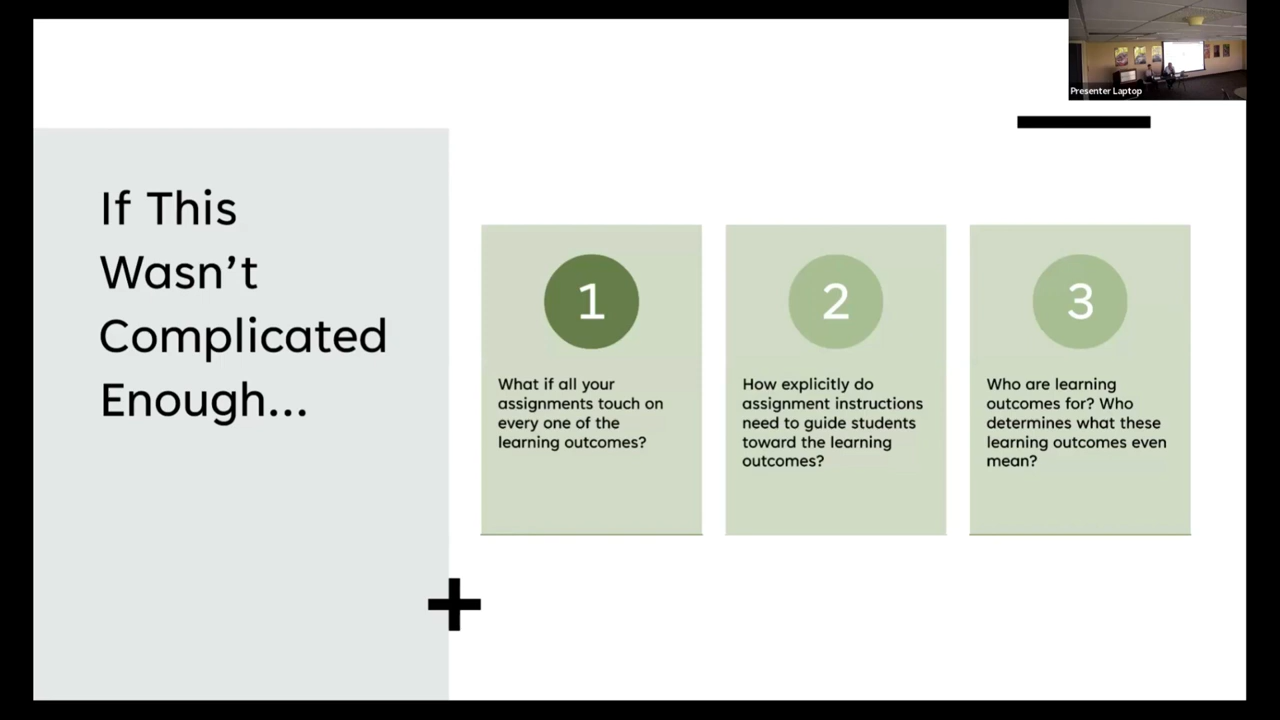 Presenter Laptop
If This
Wasn’t
Complicated
Enough...
1
What if all your
assignments touch on
every one of the
learning outcomes?
2
How explicitly do
assignment instructions
need to guide students
toward the learning
outcomes?
3
Who are learning
outcomes for? Who
determines what these
learning outcomes even
mean?